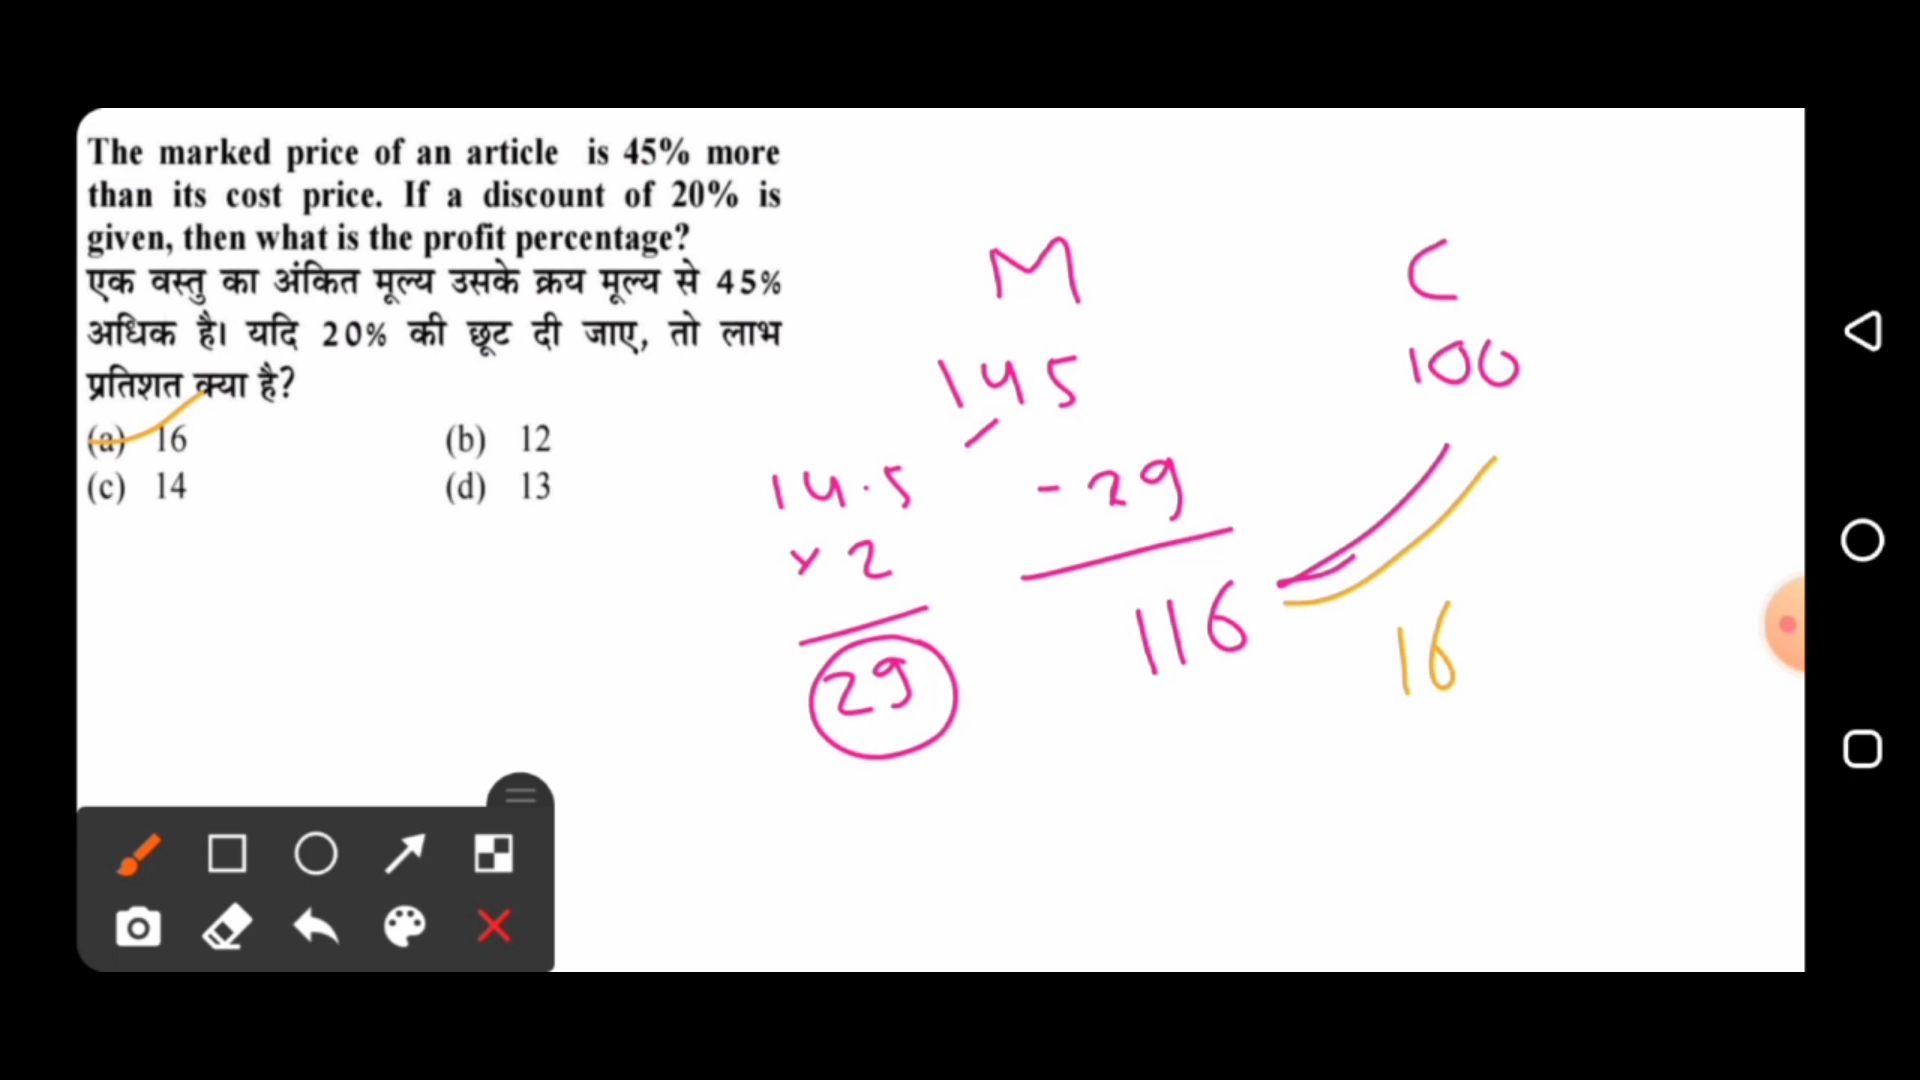 The marked price of an article is 45% more
than its cost price. If a discount of 20% is
given, then what is the profit percentage?
एक वस्तु का अंकित मूल्य उसके क्रय मूल्य से 45%
अधिक है। यदि 20% की छूट दी जाए, तो लाभ
प्रतिशत क्या है?
(a) 16 (b) 12
(c) 14 (d) 13
M C
145 100
14.5 - 29
× 2
116
29
16